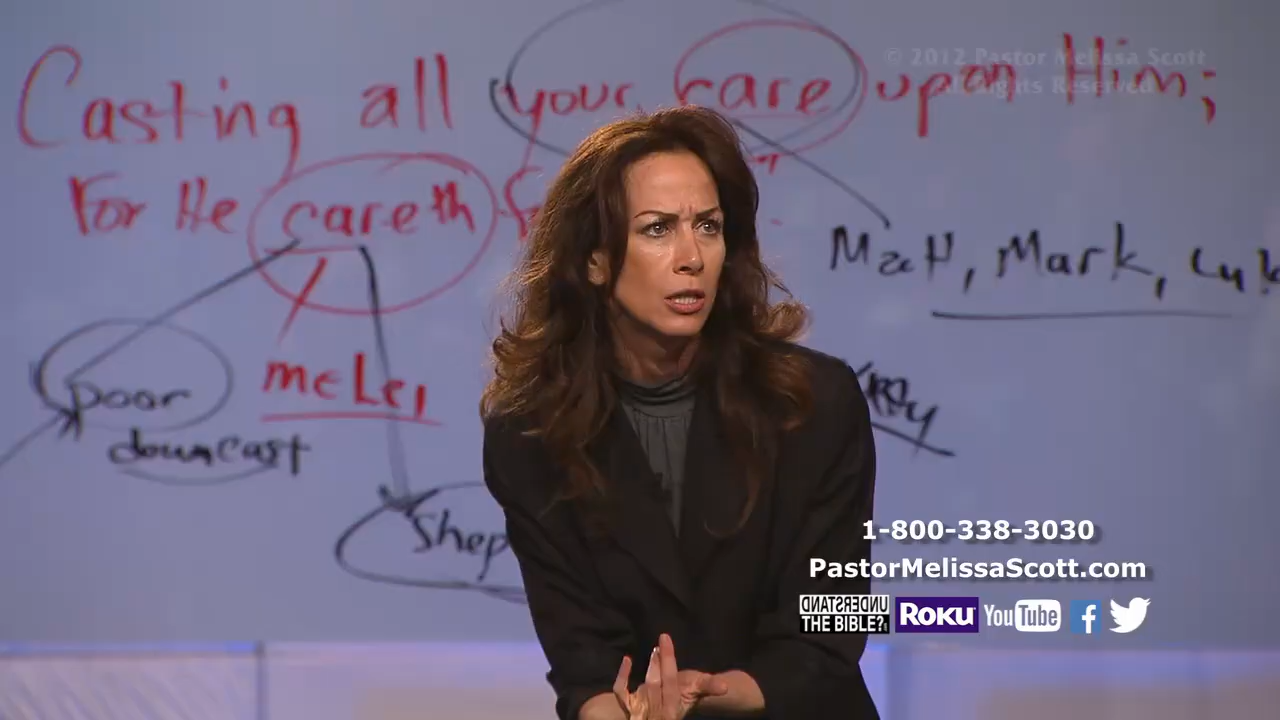 © 2012 Pastor Melissa Scott
All Rights Reserved
Casting all your care upon Him;
For He careth
Matt, Mark,
poor
meLei
downcast
Shep
1-800-338-3030
PastorMelissaScott.com
UNDERSTAND
THE BIBLE?
ROKU
YouTube
f